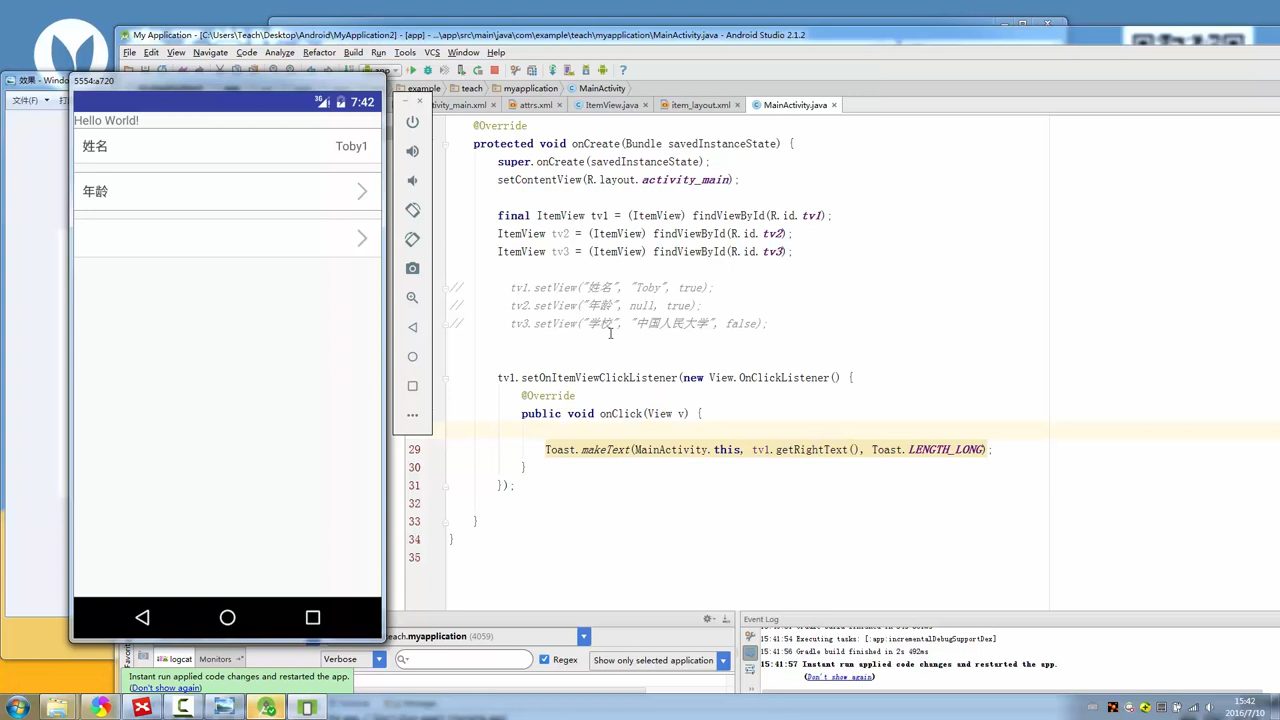 My Application - [C:\Users\Teach\Desktop\Android\MyApplication2] - [app] - ...\app\src\main\java\com\example\teach\myapplication\MainActivity.java - Android Studio 2.1.2
File Edit View Navigate Code Analyze Refactor Build Run Tools VCS Window Help
效果 - Windo
5554:a720
文件(F)
app
example teach myapplication MainActivity
3G 7:42
ctivity_main.xml attrs.xml ItemView.java item_layout.xml MainActivity.java
Hello World!
姓名 Toby1
年龄
@Override
protected void onCreate(Bundle savedInstanceState) {
super.onCreate(savedInstanceState);
setContentView(R.layout.activity_main);
final ItemView tv1 = (ItemView) findViewById(R.id.tv1);
ItemView tv2 = (ItemView) findViewById(R.id.tv2);
ItemView tv3 = (ItemView) findViewById(R.id.tv3);
// tv1.setView("姓名", "Toby", true);
// tv2.setView("年龄", null, true);
// tv3.setView("学校", "中国人民大学", false);
tv1.setOnItemViewClickListener(new View.OnClickListener() {
@Override
public void onClick(View v) {
29 Toast.makeText(MainActivity.this, tv1.getRightText(), Toast.LENGTH_LONG);
30 }
31 });
32
33 }
34 }
35
Event Log
teach.myapplication (4059)
logcat Monitors Verbose Regex Show only selected application
15:41:54 Executing tasks: [:app:incrementalDebugSupportDex]
15:41:56 Gradle build finished in 2s 492ms
15:41:57 Instant run applied code changes and restarted the app.
(Don't show again)
Instant run applied code changes and restarted the app.
(Don't show again)
15:42
2016/7/10